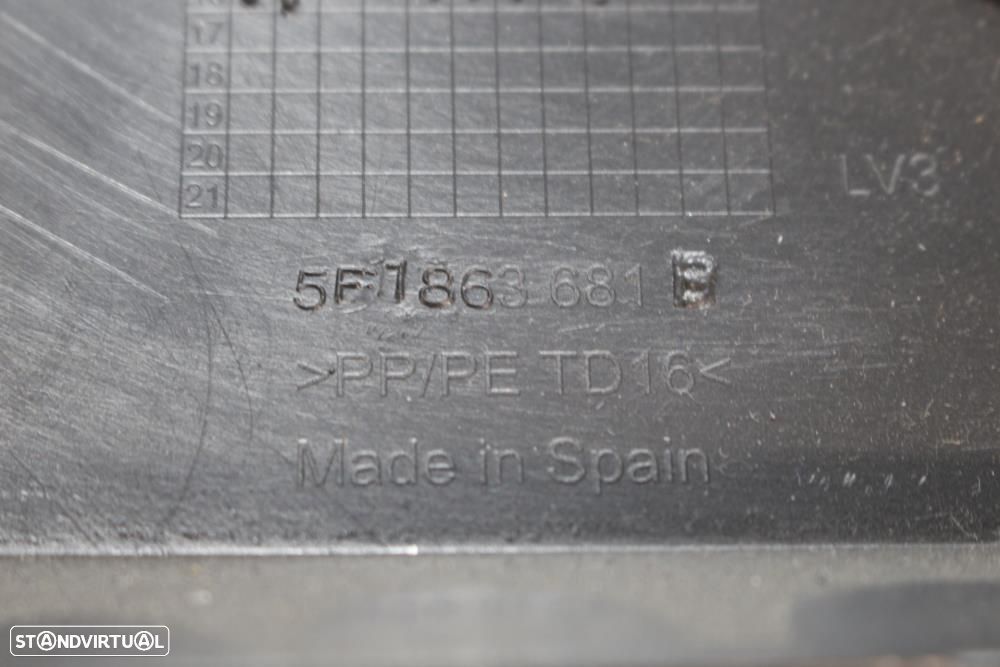 17
18
19
20
21
LV3
5F1863 681 B
>PP/PE TD16<
Made in Spain
STANDVIRTUAL